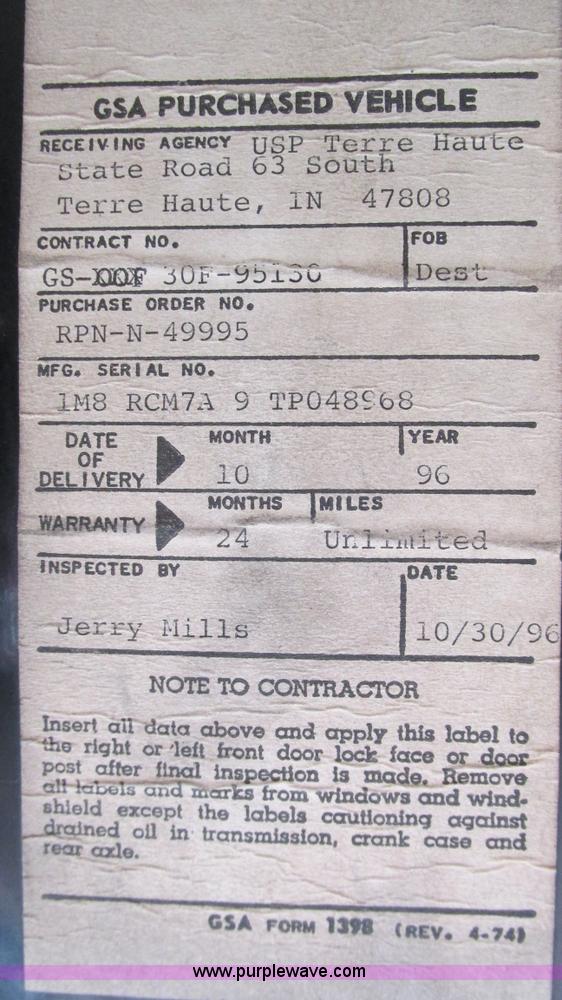 GSA PURCHASED VEHICLE
RECEIVING AGENCY USP Terre Haute
State Road 63 South
Terre Haute, IN 47808
CONTRACT NO. FOB
30F-95130 Dest
PURCHASE ORDER NO.
RPN-N-49995
MFG. SERIAL NO.
1M8 RCM7A 9 TP048968
DATE OF DELIVERY MONTH YEAR
10 96
WARRANTY MONTHS MILES
24 Unlimited
INSPECTED BY DATE
Jerry Mills 10/30/96
NOTE TO CONTRACTOR
Insert all data above and apply this label to
the right or left front door lock face or door
post after final inspection is made. Remove
all labels and marks from windows and wind-
shield except the labels cautioning against
drained oil in transmission, crank case and
rear axle.
GSA FORM 1398 (REV. 4-74)
www.purplewave.com